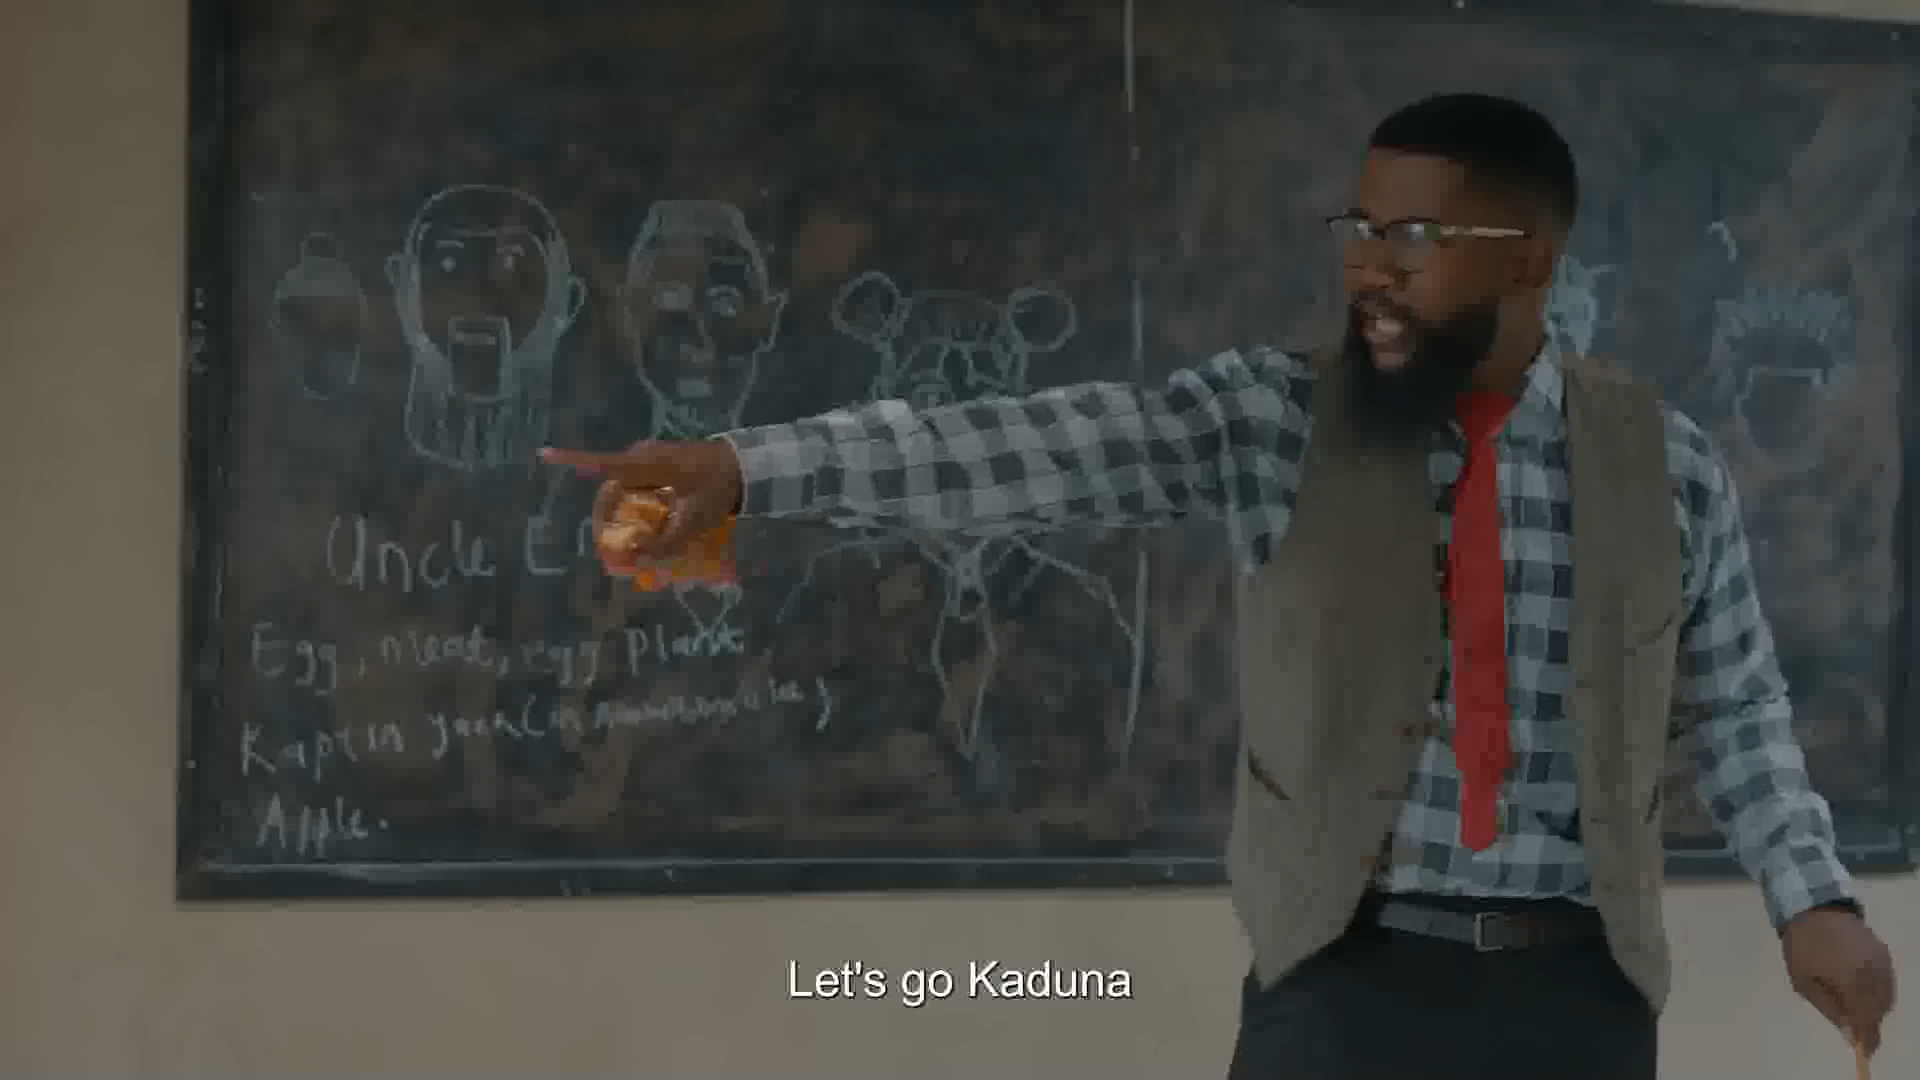 Uncle
Egg, meat, egg plant
Kaptin
Apple.
Let's go Kaduna